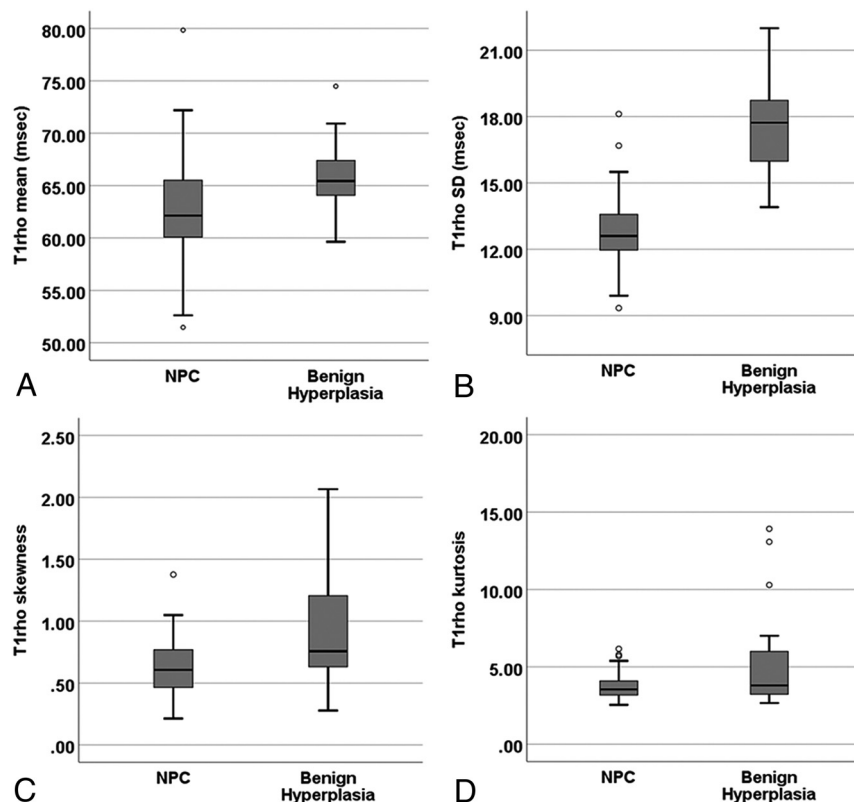 80.00
75.00
70.00
65.00
60.00
55.00
50.00
T1rho mean (msec)
NPC
Benign
Hyperplasia
A
21.00
18.00
15.00
12.00
9.00
T1rho SD (msec)
NPC
Benign
Hyperplasia
B
2.50
2.00
1.50
1.00
.50
.00
T1rho skewness
NPC
Benign
Hyperplasia
C
20.00
15.00
10.00
5.00
.00
T1rho kurtosis
NPC
Benign
Hyperplasia
D